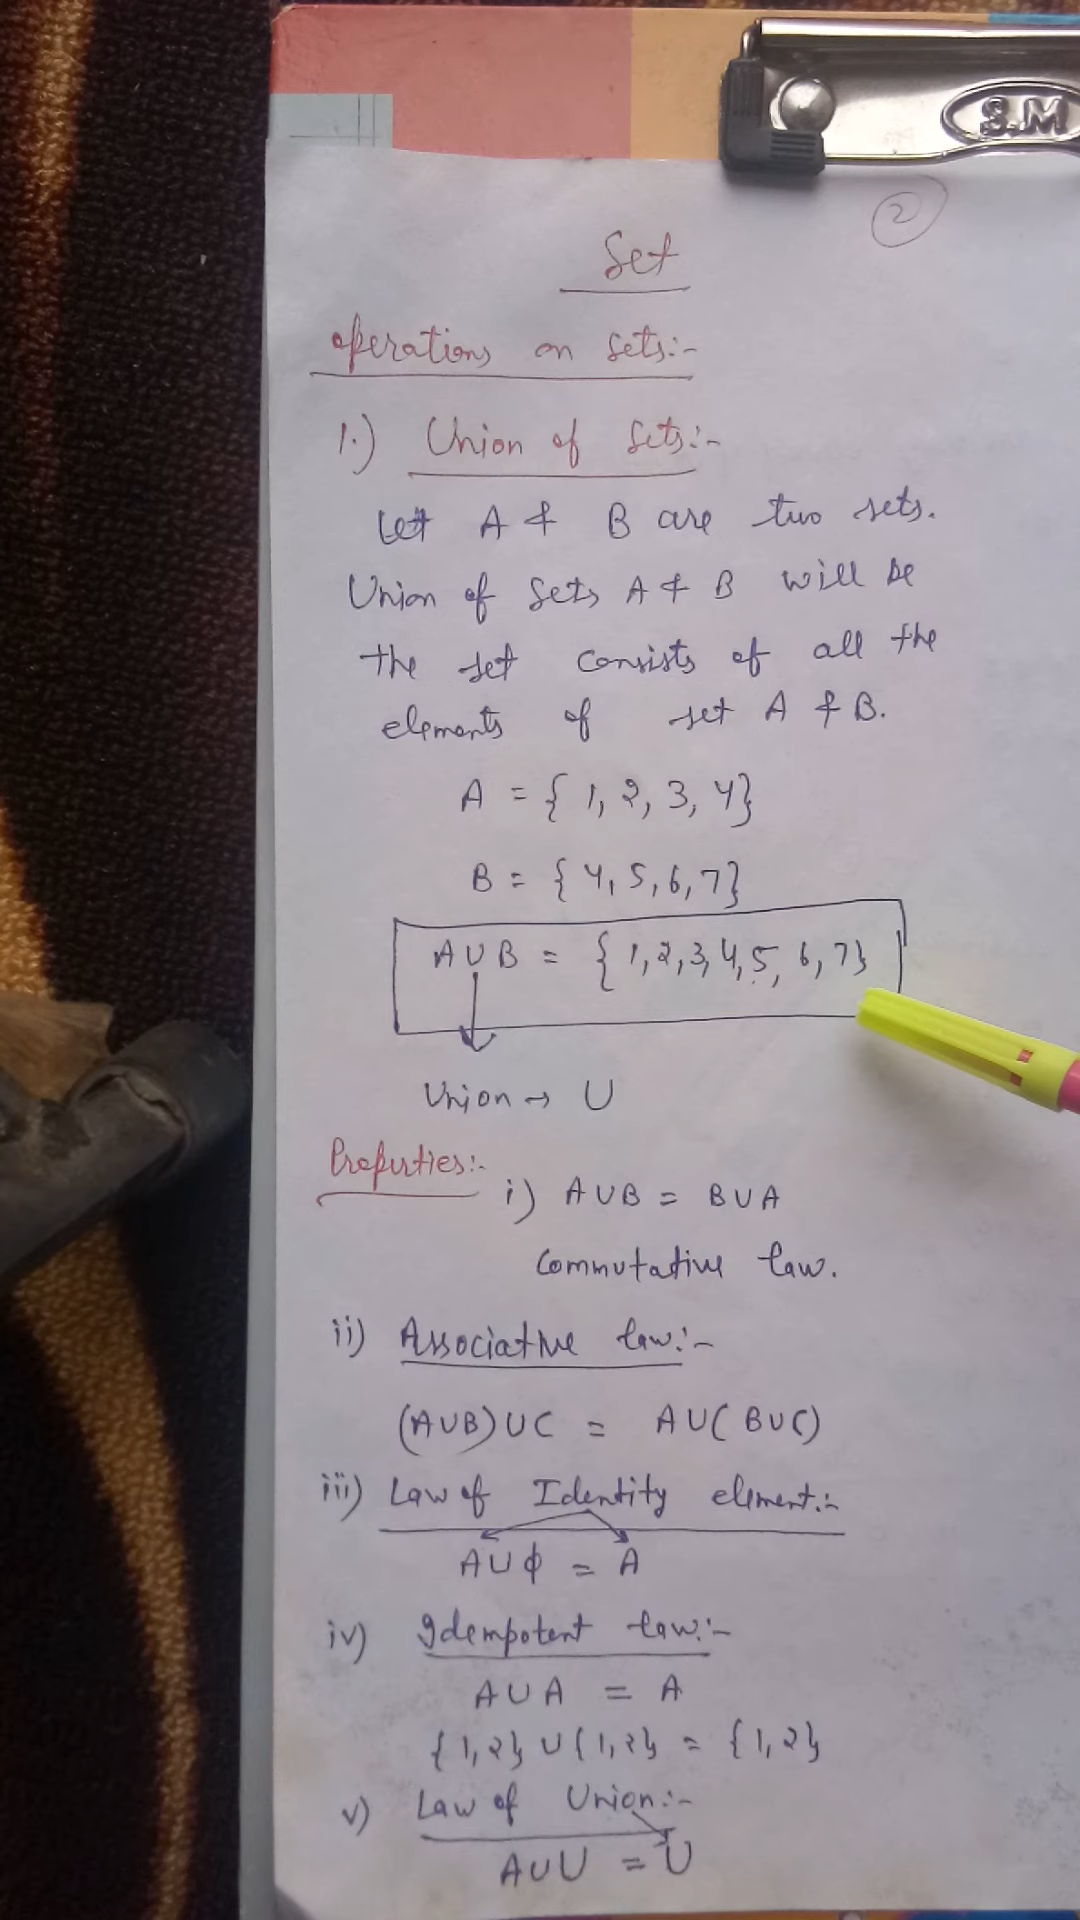 S.M
2
Set
operations on sets:-
1.) Union of Sets:-
Let A & B are two sets.
Union of Sets A & B will be
the set consists of all the
elements of set A & B.
A = { 1, 2, 3, 4}
B = { 4, 5, 6, 7}
A U B = { 1, 2, 3, 4, 5, 6, 7}
Union → U
Properties:-
i) A U B = B U A
Commutative law.
ii) Associative law:-
(A U B) U C = A U ( B U C)
iii) Law of Identity element:-
A U ϕ = A
iv) Idempotent law:-
A U A = A
{ 1, 2} U { 1, 2} = { 1, 2}
v) Law of Union:-
A U U = U